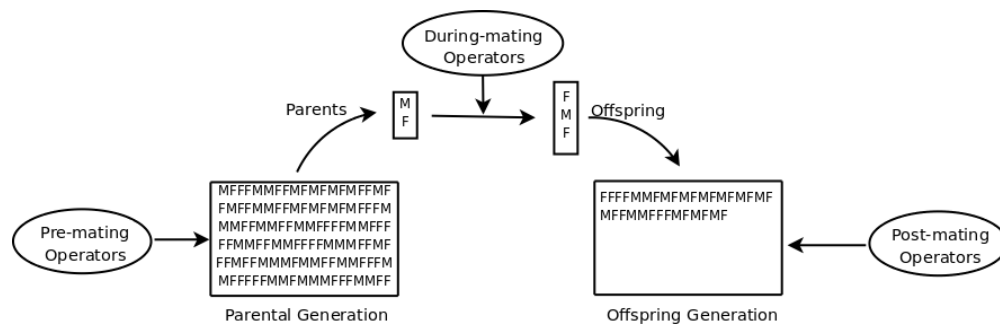 During-mating
Operators
Parents
M
F
F
M
F
Offspring
Pre-mating
Operators
MFFFMMFFMFMFMFMFFMF
FMFFMMFFMFMFMFMFFFM
MMFFMMFFMMFFFFMMFFF
FFMMFFMMFFFFMMMFFMF
FFMFFMMMFMMFFMMFFFM
MFFFFFMMFMMMFFFMMFF
Parental Generation
FFFFMMFMFMFMFMFMFMF
MFFMMFFFMFMFMF
Offspring Generation
Post-mating
Operators